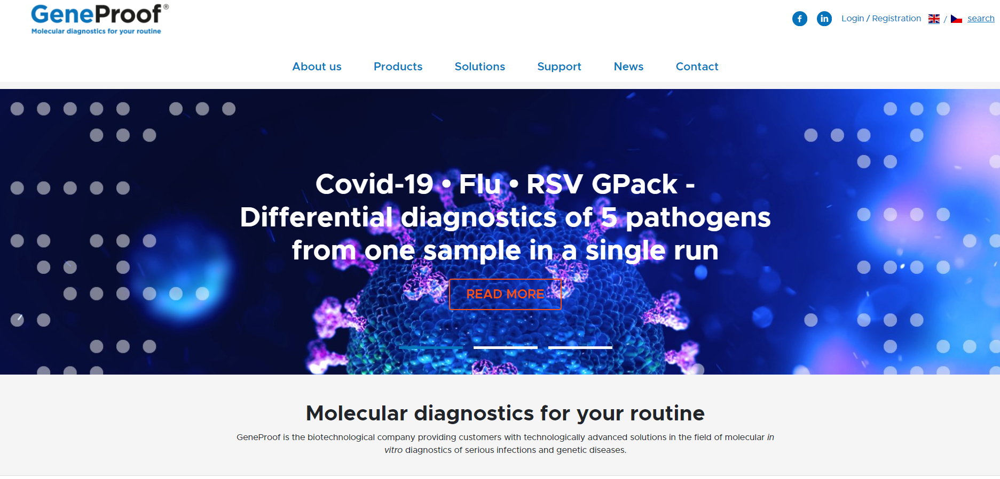 GeneProof®
Molecular diagnostics for your routine
f in Login / Registration / search
About us Products Solutions Support News Contact
Covid-19 • Flu • RSV GPack -
Differential diagnostics of 5 pathogens
from one sample in a single run
READ MORE
Molecular diagnostics for your routine
GeneProof is the biotechnological company providing customers with technologically advanced solutions in the field of molecular in
vitro diagnostics of serious infections and genetic diseases.